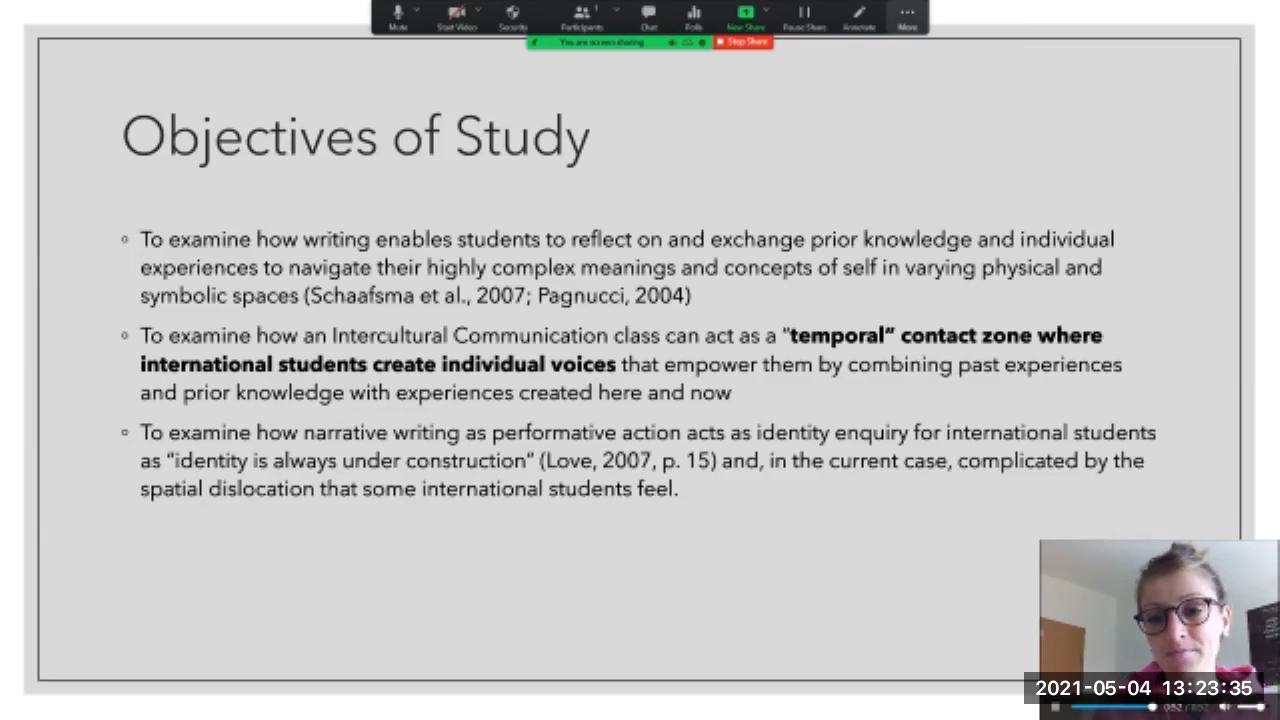 Mute Start Video Security Participants 1 Chat Polls New Share Pause Share Annotate More
You are screen sharing Stop Share
Objectives of Study
To examine how writing enables students to reflect on and exchange prior knowledge and individual
experiences to navigate their highly complex meanings and concepts of self in varying physical and
symbolic spaces (Schaafsma et al., 2007; Pagnucci, 2004)
To examine how an Intercultural Communication class can act as a “temporal” contact zone where
international students create individual voices that empower them by combining past experiences
and prior knowledge with experiences created here and now
To examine how narrative writing as performative action acts as identity enquiry for international students
as “identity is always under construction” (Love, 2007, p. 15) and, in the current case, complicated by the
spatial dislocation that some international students feel.
2021-05-04 13:23:35